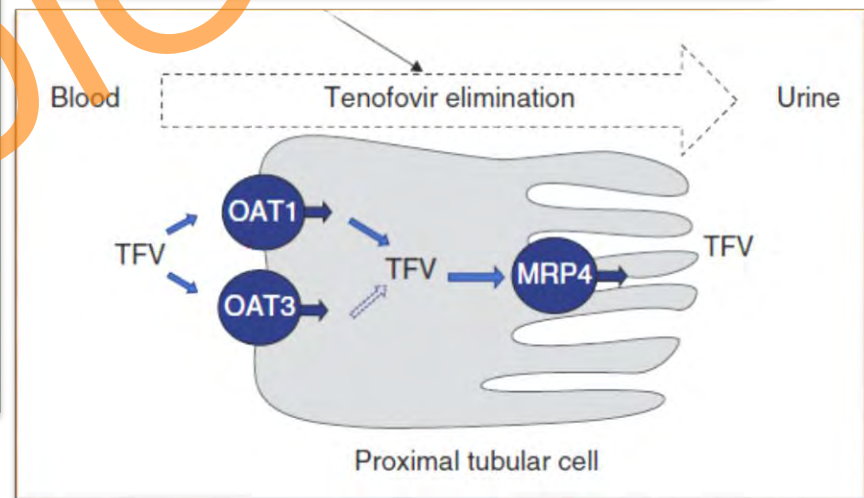 Blood
Tenofovir elimination
Urine
OAT1
TFV
OAT3
TFV
MRP4
TFV
Proximal tubular cell